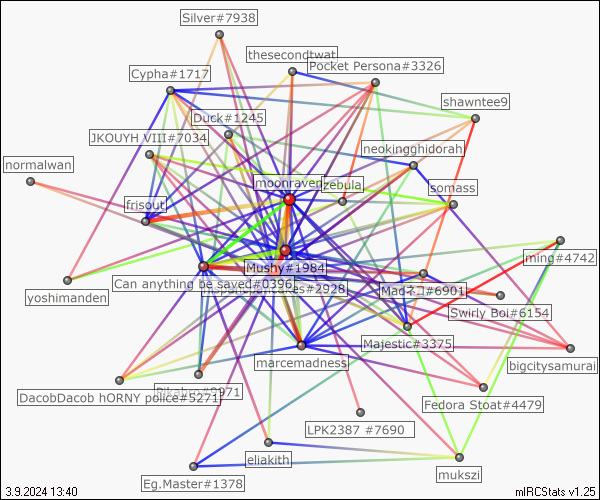 Silver#7938
thesecondtwat
Pocket Persona#3326
Cypha#1717
shawntee9
Duck#1245
JKOUYH VIII#7034
neokingghidorah
normalwan
moonraven
zebula
somass
frisout
ming#4742
Mushy#1984
Can anything be saved#0396
#2928
Madネコ#6901
yoshimanden
Swirly Boi#6154
Majestic#3375
marcemadness
bigcitysamurai
DacobDacob hORNY police#5271
Fedora Stoat#4479
LPK2387 #7690
eliakith
mukszi
Eg.Master#1378
3.9.2024 13:40
mIRCStats v1.25